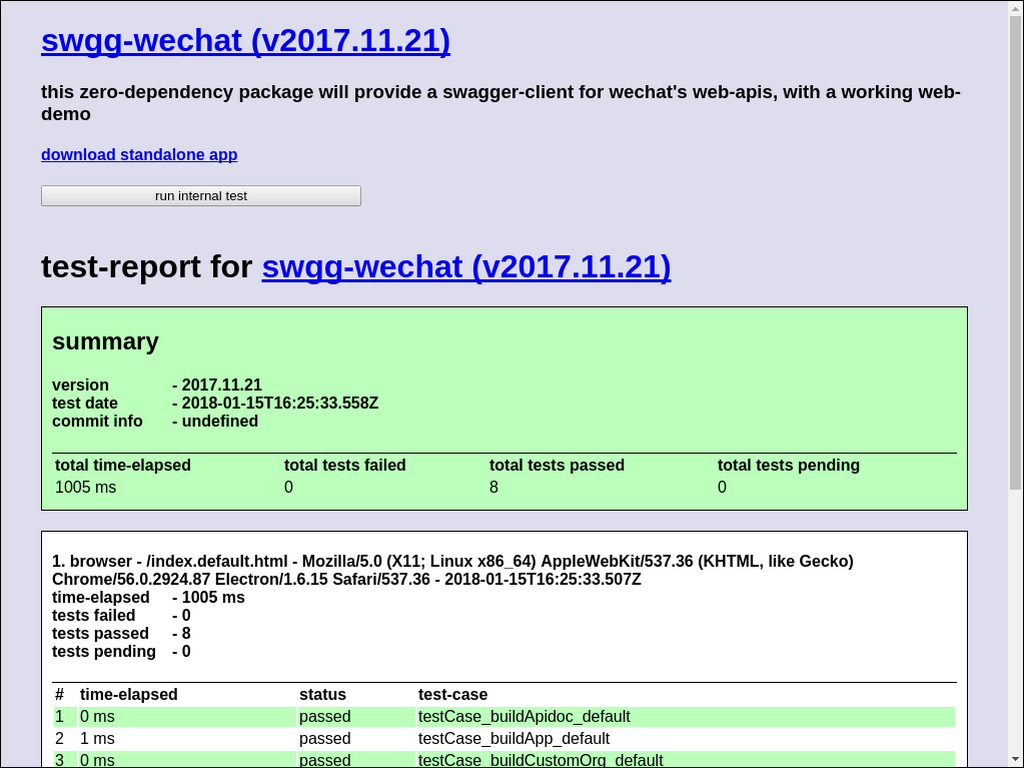 swgg-wechat (v2017.11.21)
this zero-dependency package will provide a swagger-client for wechat's web-apis, with a working web-
demo
download standalone app
run internal test
test-report for swgg-wechat (v2017.11.21)
summary
version - 2017.11.21
test date - 2018-01-15T16:25:33.558Z
commit info - undefined
total time-elapsed total tests failed total tests passed total tests pending
1005 ms 0 8 0
1. browser - /index.default.html - Mozilla/5.0 (X11; Linux x86_64) AppleWebKit/537.36 (KHTML, like Gecko)
Chrome/56.0.2924.87 Electron/1.6.15 Safari/537.36 - 2018-01-15T16:25:33.507Z
time-elapsed - 1005 ms
tests failed - 0
tests passed - 8
tests pending - 0
# time-elapsed status test-case
1 0 ms passed testCase_buildApidoc_default
2 1 ms passed testCase_buildApp_default
3 0 ms passed testCase_buildCustomOrg_default